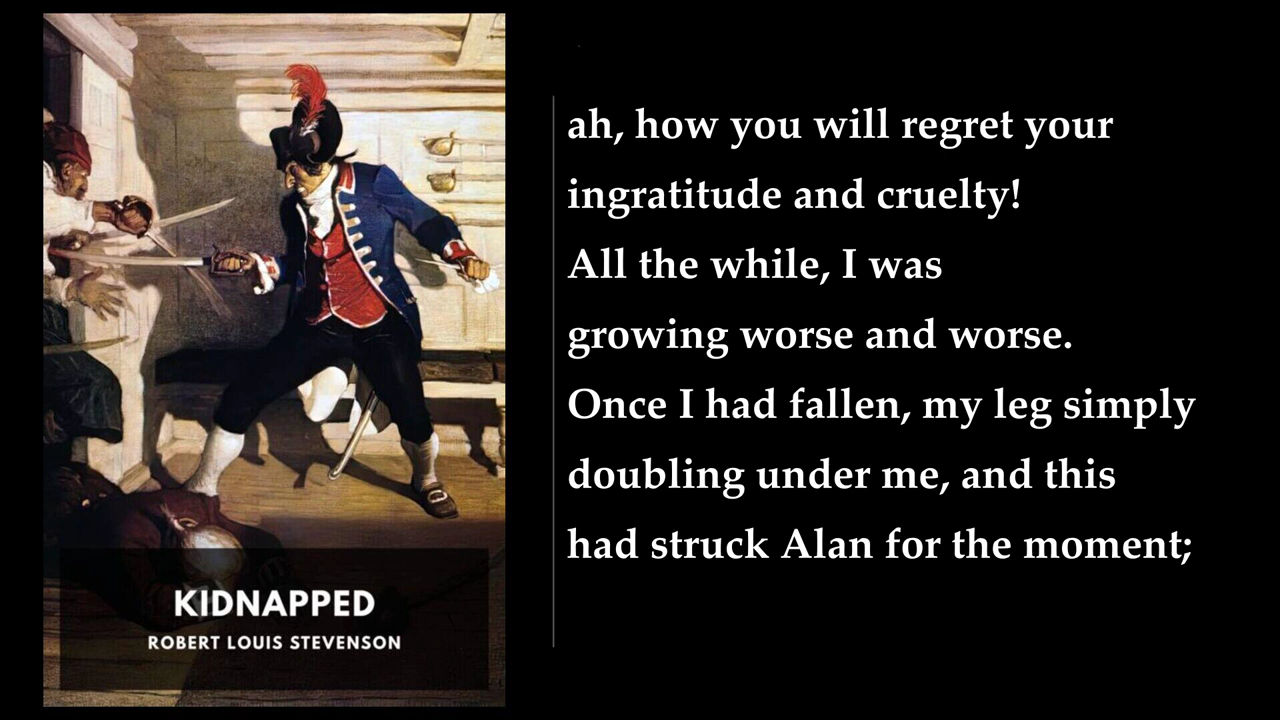 KIDNAPPED
ROBERT LOUIS STEVENSON
ah, how you will regret your
ingratitude and cruelty!
All the while, I was
growing worse and worse.
Once I had fallen, my leg simply
doubling under me, and this
had struck Alan for the moment;